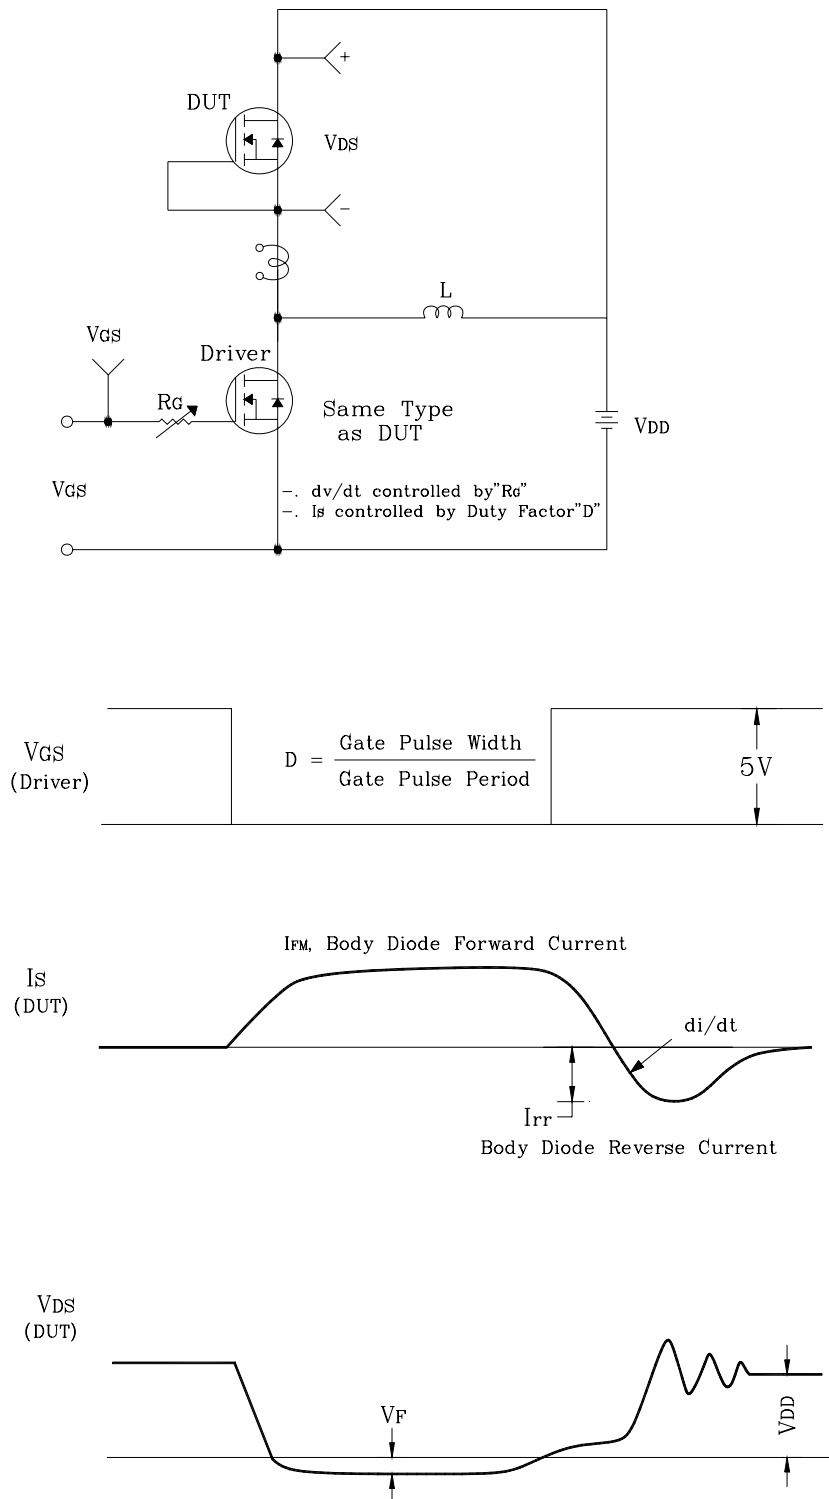 +
DUT
VDS
−
L
VGS
Driver
RG
Same Type
as DUT
VDD
VGS
−. dv/dt controlled by"RG"
−. Is controlled by Duty Factor"D"
VGS
(Driver)
D = Gate Pulse Width
Gate Pulse Period
5V
IFM, Body Diode Forward Current
IS
(DUT)
di/dt
Irr
Body Diode Reverse Current
VDS
(DUT)
VF
VDD